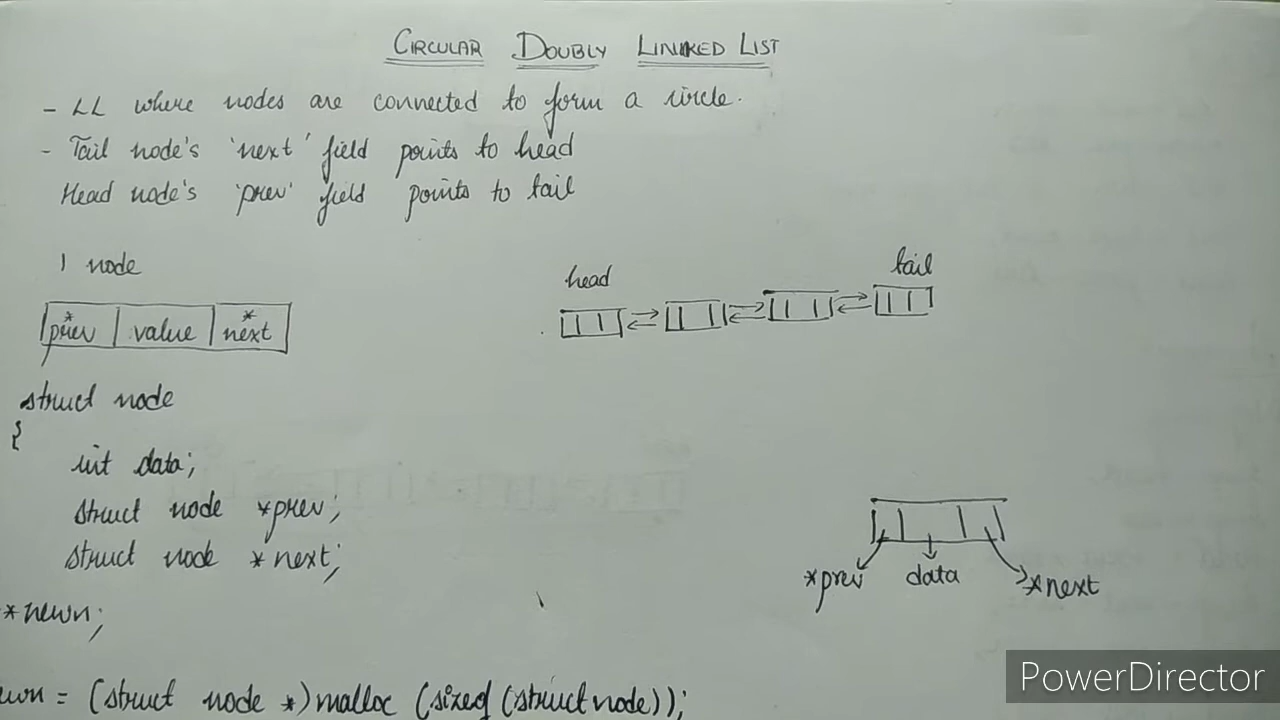 CIRCULAR DOUBLY LINKED LIST
- LL where nodes are connected to form a circle.
- Tail node's 'next' field points to head
Head node's 'prev' field points to tail
1 node
head
tail
*prev value *next
struct node
{
int data;
struct node *prev;
struct node *next;
*prev data *next
*newn;
wn = (struct node *)malloc (sizeof (struct node));
PowerDirector